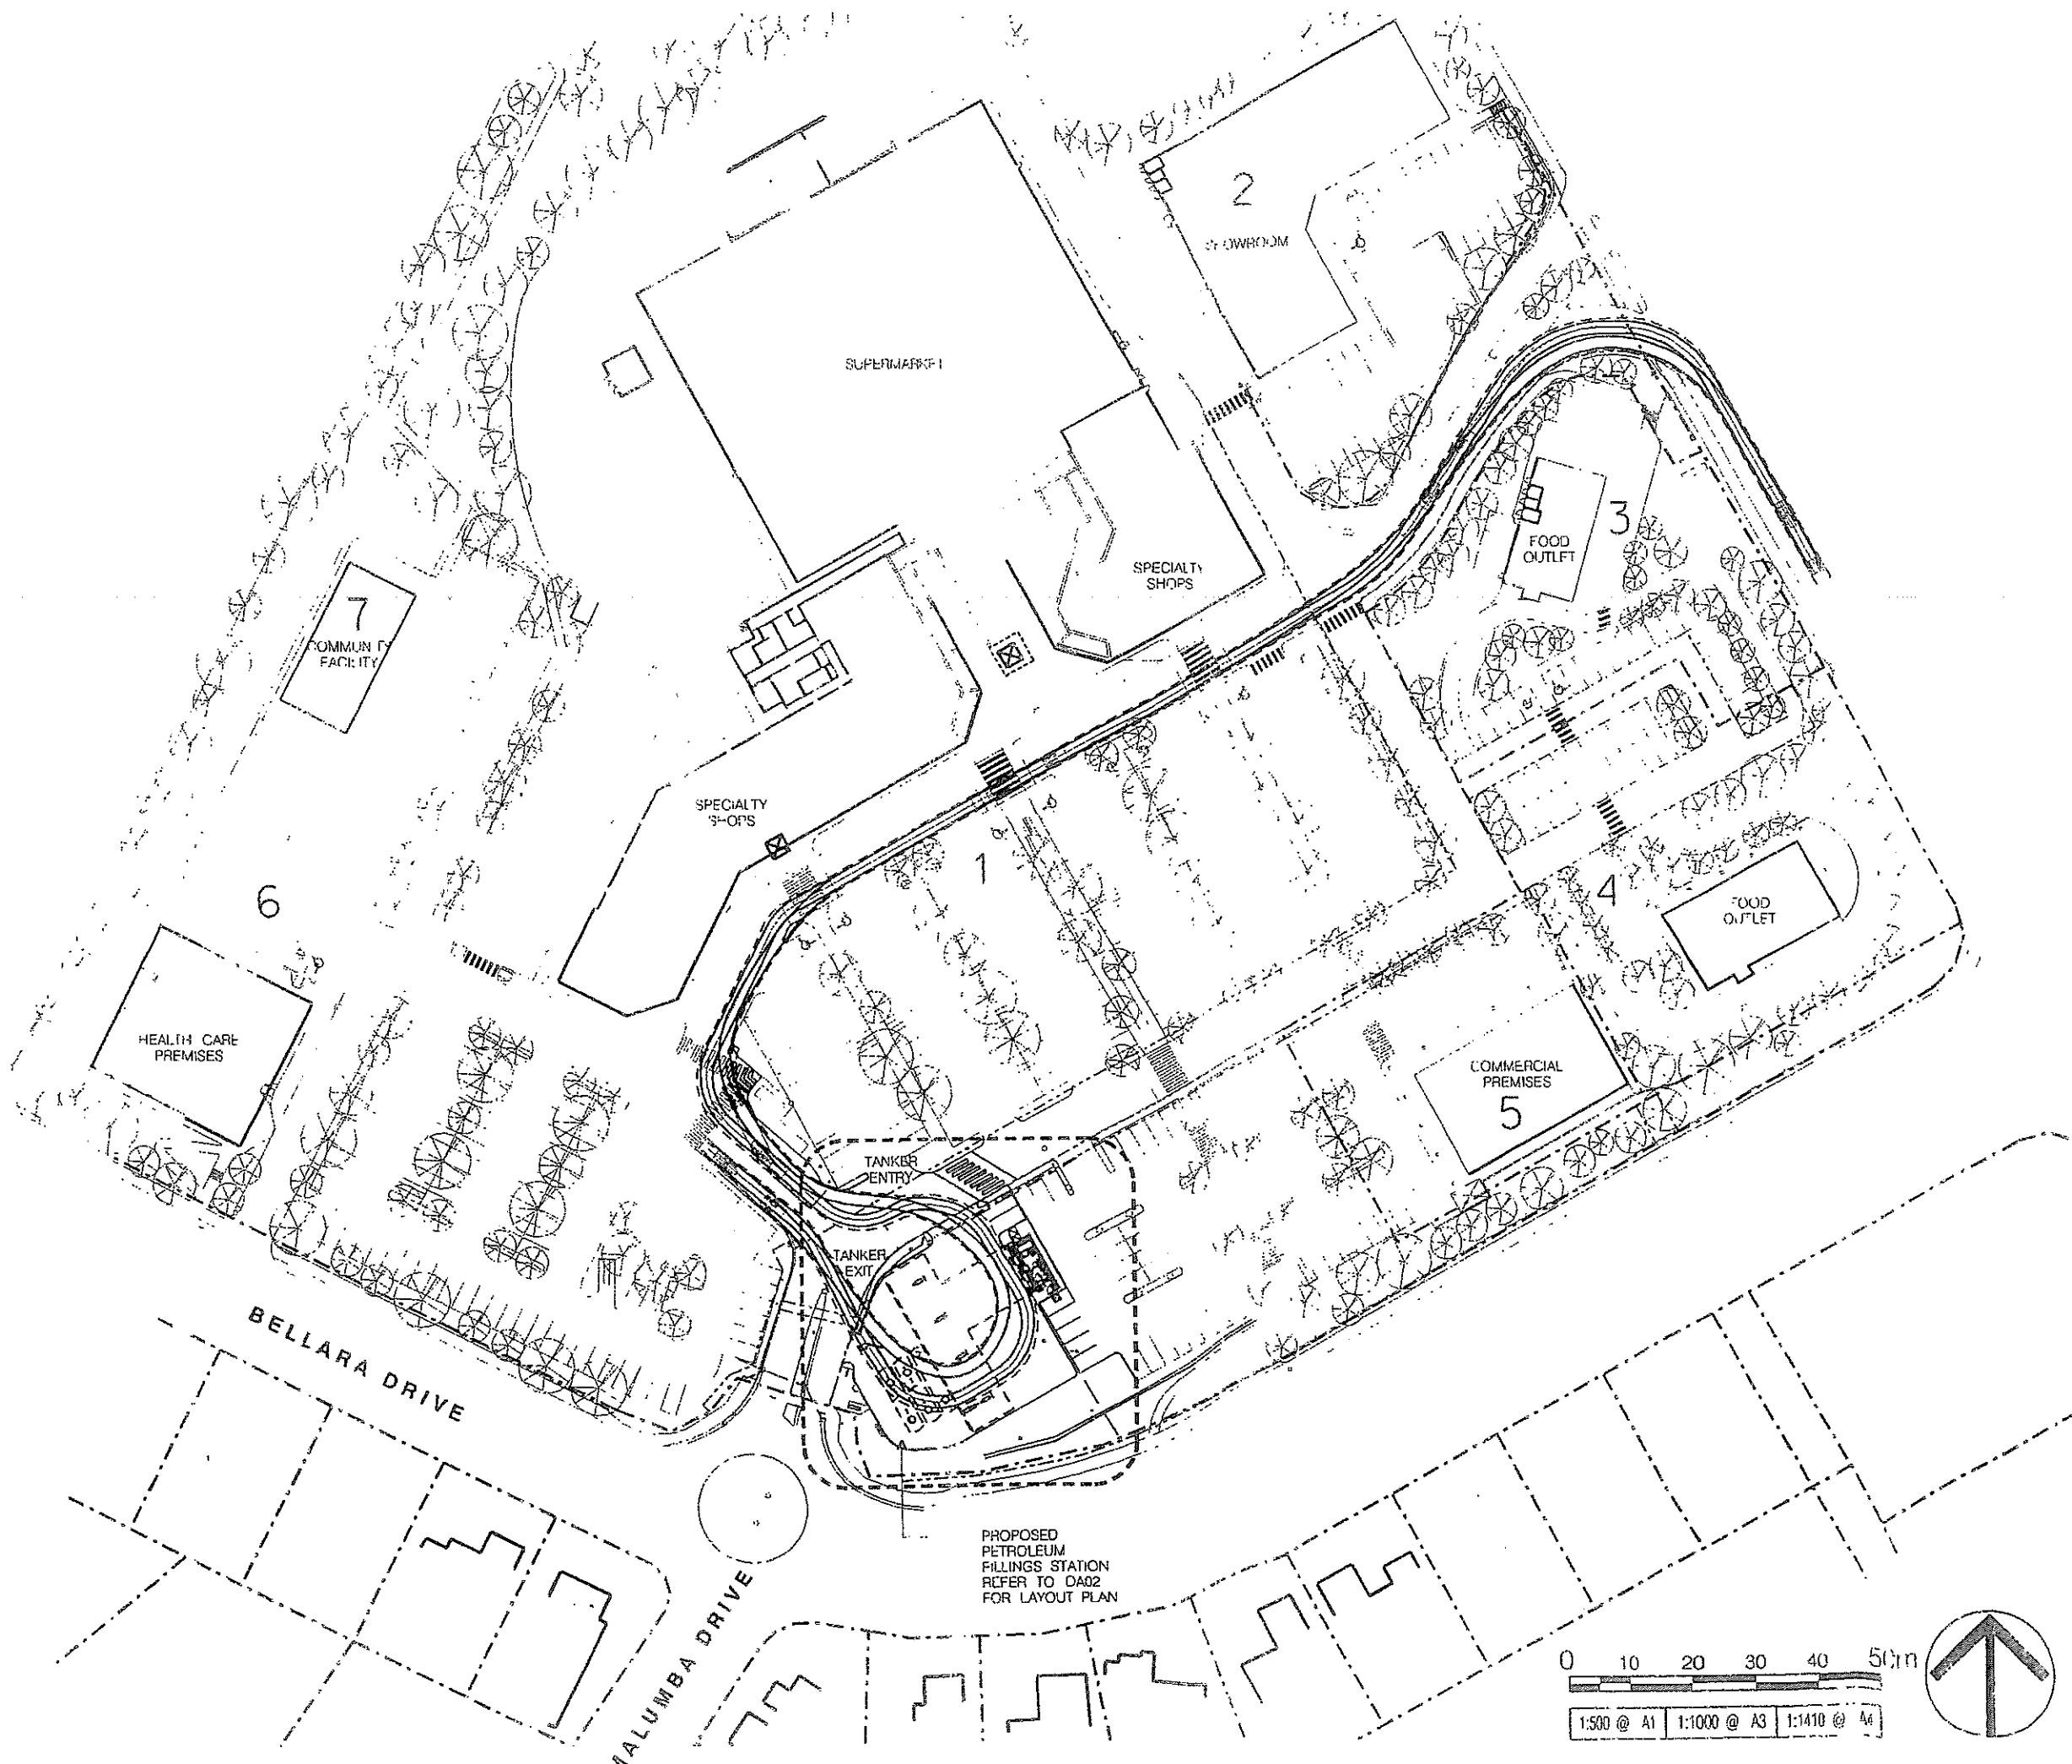 2
SUPERMARKET
3
FOOD
OUTLET
SPECIALTY
SHOPS
7
COMMUNITY
FACILITY
SPECIALTY
SHOPS
1
6
4
FOOD
OUTLET
HEALTH CARE
PREMISES
COMMERCIAL
PREMISES
5
TANKER
ENTRY
TANKER
EXIT
BELLARA DRIVE
PROPOSED
PETROLEUM
FILLINGS STATION
REFER TO DA02
FOR LAYOUT PLAN
DRIVE
0 10 20 30 40 50m
1:500 @ A1 1:1000 @ A3 1:1410 @ A4